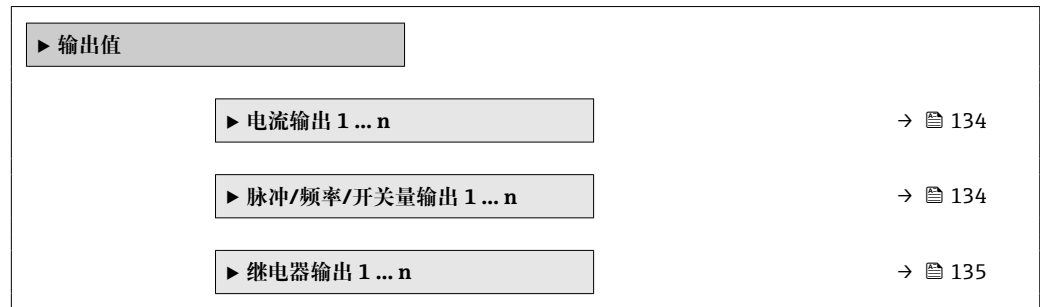 ▶ 输出值
▶ 电流输出 1 … n → 🖹 134
▶ 脉冲/频率/开关量输出 1 … n → 🖹 134
▶ 继电器输出 1 … n → 🖹 135